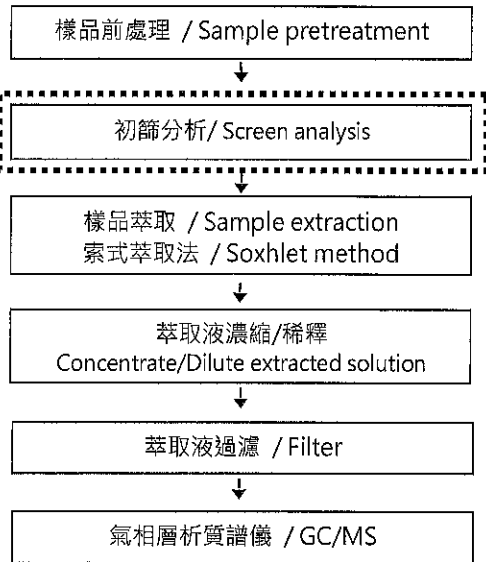 樣品前處理 / Sample pretreatment
初篩分析/ Screen analysis
樣品萃取 / Sample extraction
索式萃取法 / Soxhlet method
萃取液濃縮/稀釋
Concentrate/Dilute extracted solution
萃取液過濾 / Filter
氣相層析質譜儀 / GC/MS